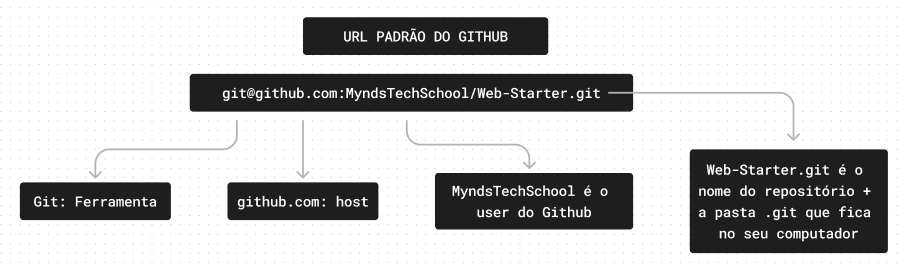 URL PADRÃO DO GITHUB
git@github.com:MyndsTechSchool/Web-Starter.git
Git: Ferramenta
github.com: host
MyndsTechSchool é o
user do Github
Web-Starter.git é o
nome do repositório +
a pasta .git que fica
no seu computador